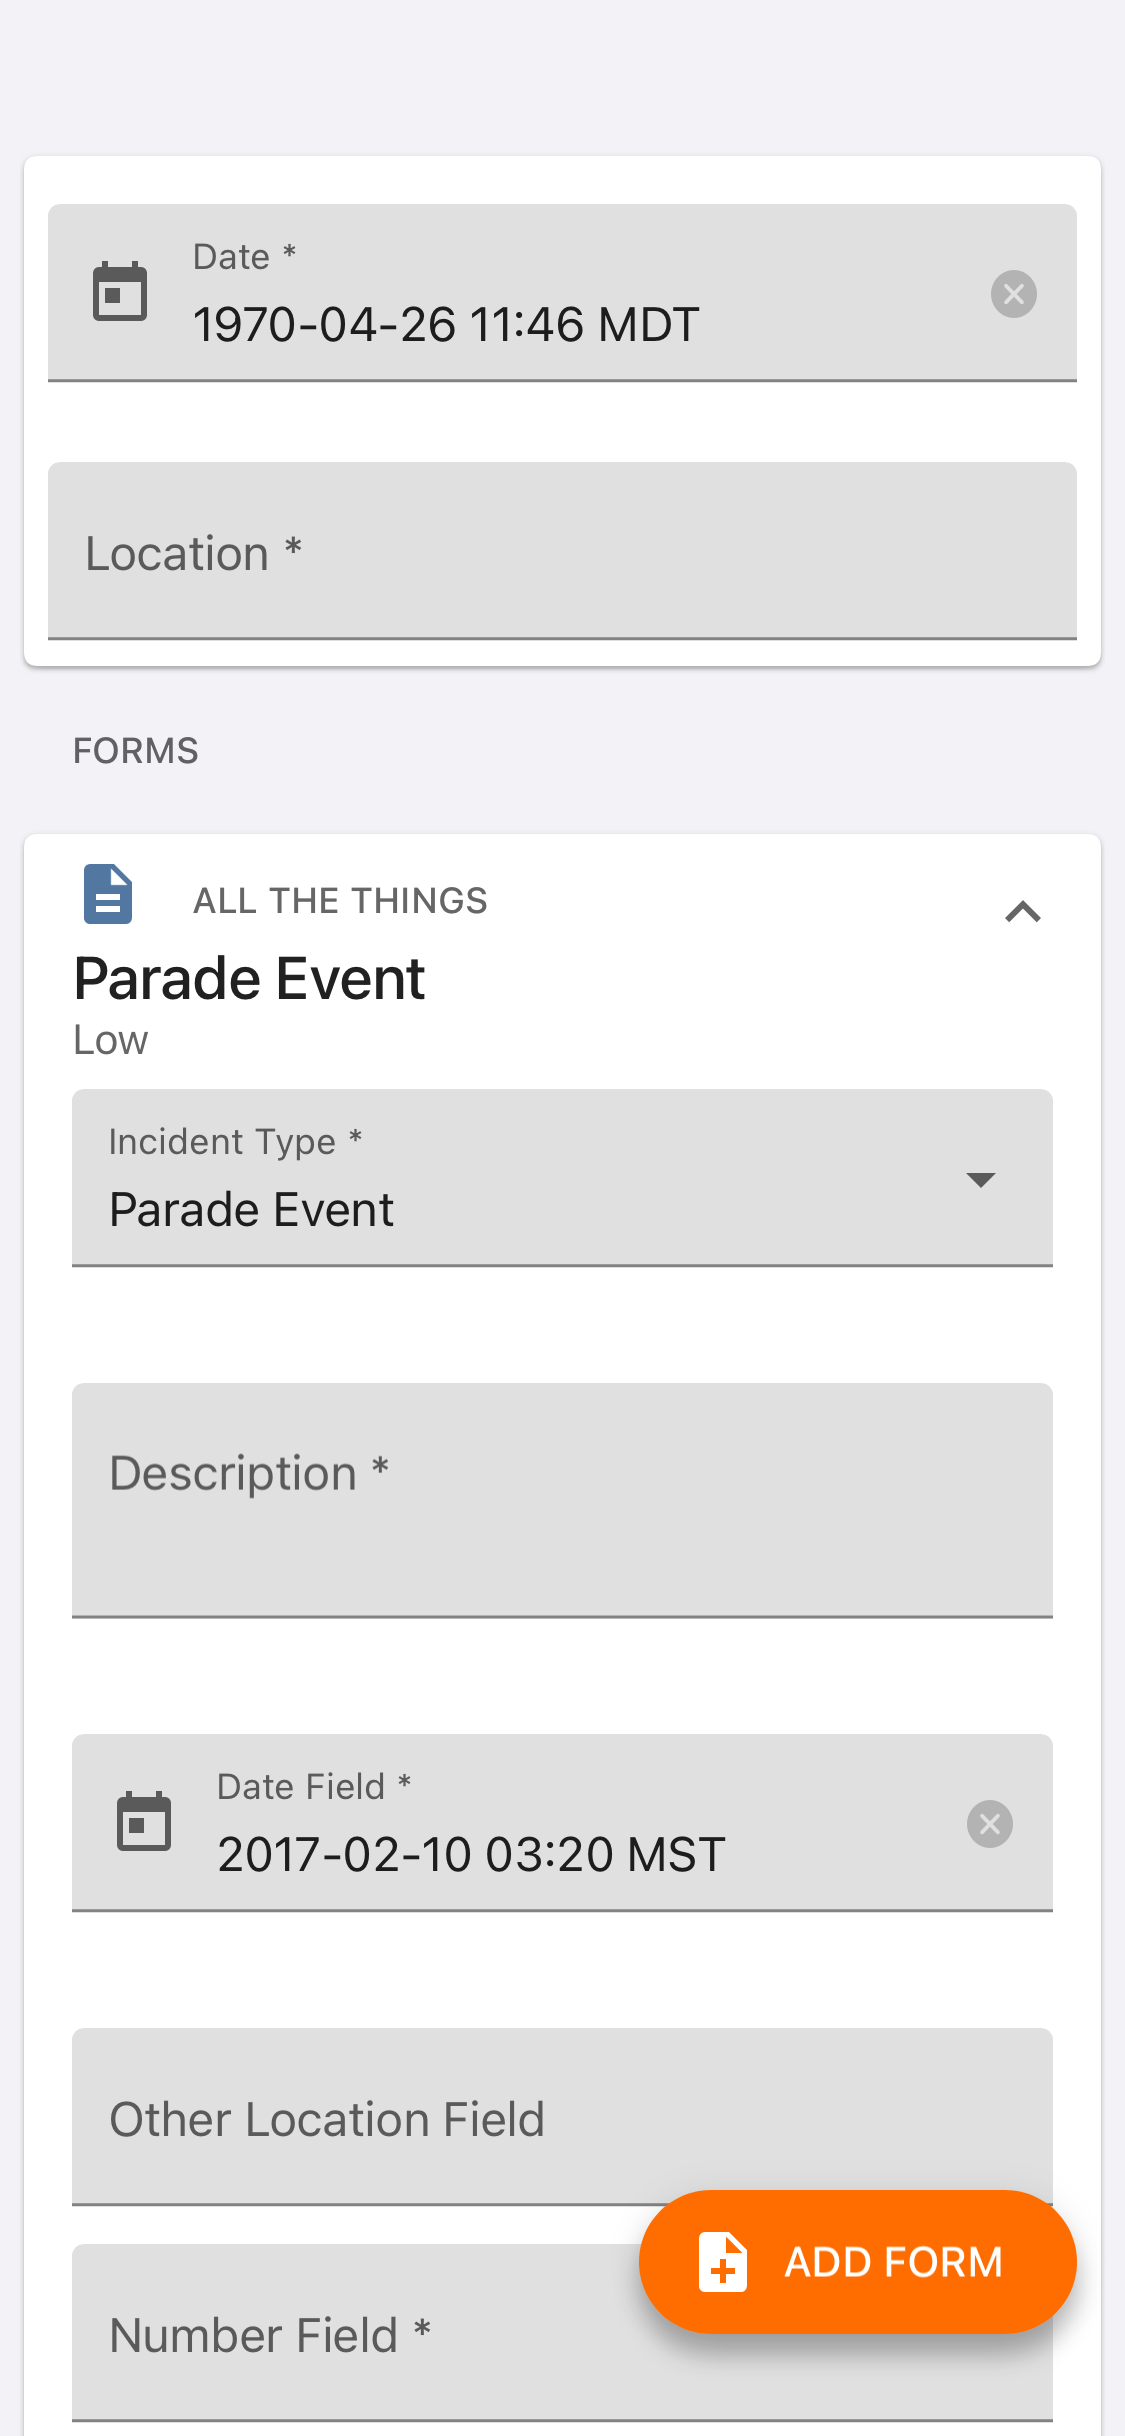 Date *
1970-04-26 11:46 MDT
Location *
FORMS
ALL THE THINGS
Parade Event
Low
Incident Type *
Parade Event
Description *
Date Field *
2017-02-10 03:20 MST
Other Location Field
ADD FORM
Number Field *